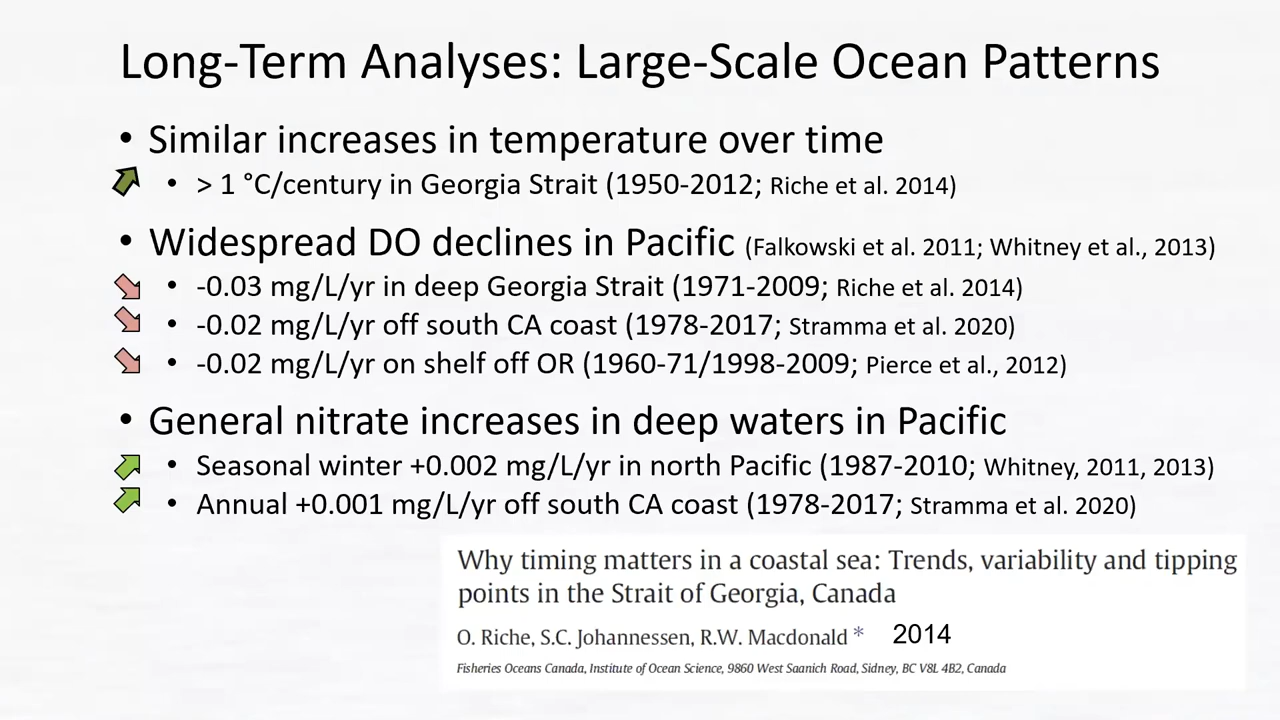 Long-Term Analyses: Large-Scale Ocean Patterns
• Similar increases in temperature over time
• > 1 °C/century in Georgia Strait (1950-2012; Riche et al. 2014)
• Widespread DO declines in Pacific (Falkowski et al. 2011; Whitney et al., 2013)
• -0.03 mg/L/yr in deep Georgia Strait (1971-2009; Riche et al. 2014)
• -0.02 mg/L/yr off south CA coast (1978-2017; Stramma et al. 2020)
• -0.02 mg/L/yr on shelf off OR (1960-71/1998-2009; Pierce et al., 2012)
• General nitrate increases in deep waters in Pacific
• Seasonal winter +0.002 mg/L/yr in north Pacific (1987-2010; Whitney, 2011, 2013)
• Annual +0.001 mg/L/yr off south CA coast (1978-2017; Stramma et al. 2020)
Why timing matters in a coastal sea: Trends, variability and tipping
points in the Strait of Georgia, Canada
O. Riche, S.C. Johannessen, R.W. Macdonald * 2014
Fisheries Oceans Canada, Institute of Ocean Science, 9860 West Saanich Road, Sidney, BC V8L 4B2, Canada